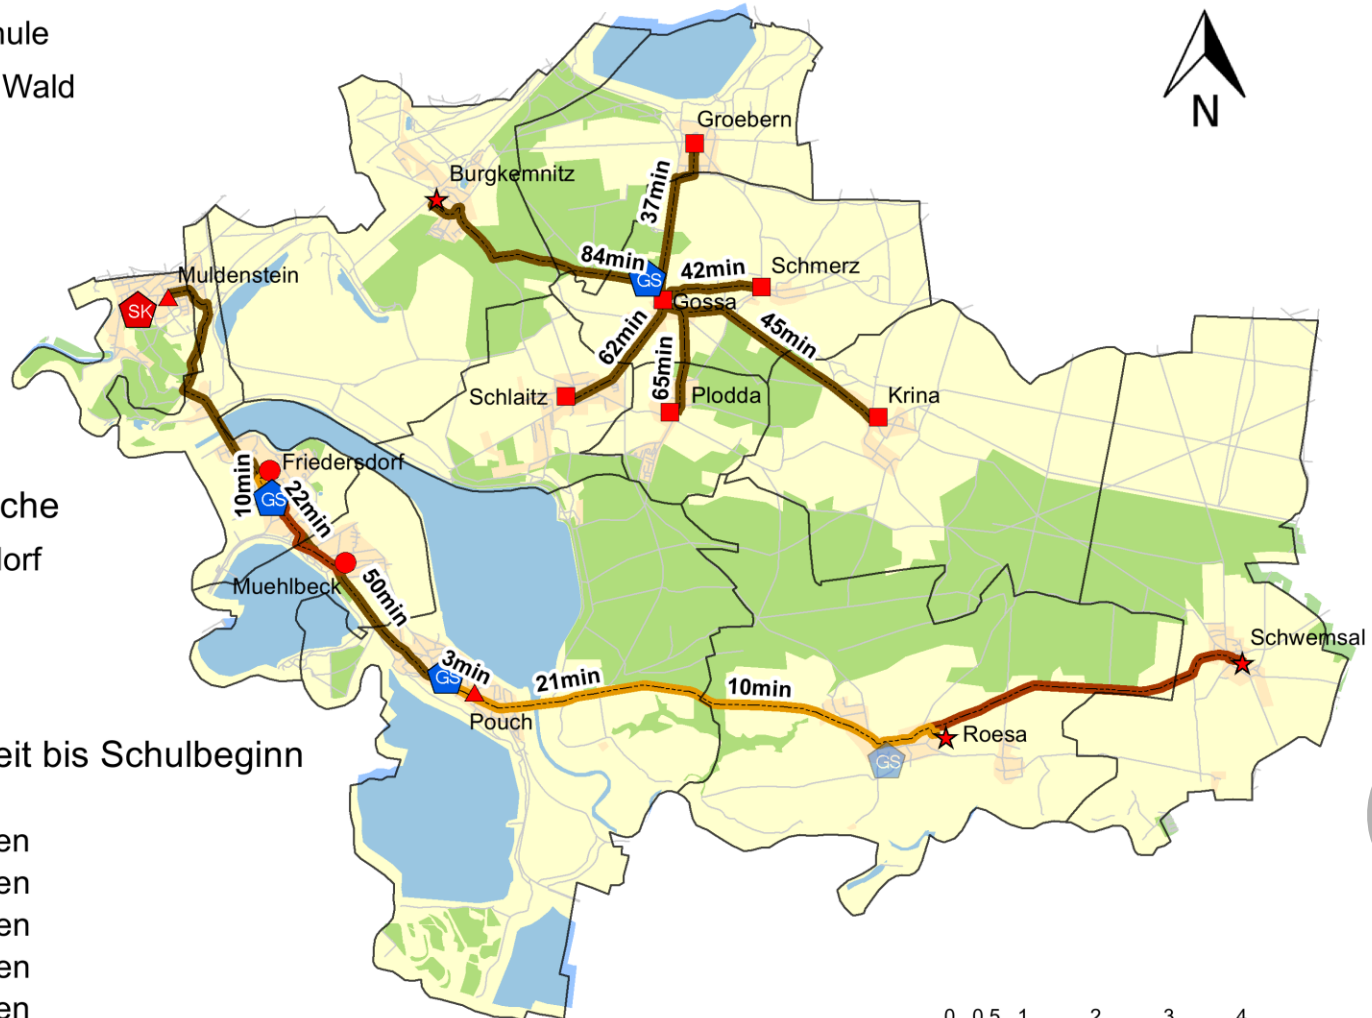 hule
Wald
N
Groebern
Burgkemnitz
37min
84min
GS
42min
Schmerz
Muldenstein
SK
Gossa
62min
65min
45min
Schlaitz
Plodda
Krina
Friedersdorf
10min
GS
22min
che
dorf
Muehlbeck
50min
3min
GS
21min
10min
Pouch
Schwemsal
Roesa
GS
eit bis Schulbeginn
en
en
en
en
en
0 0.5 1 2 3 4